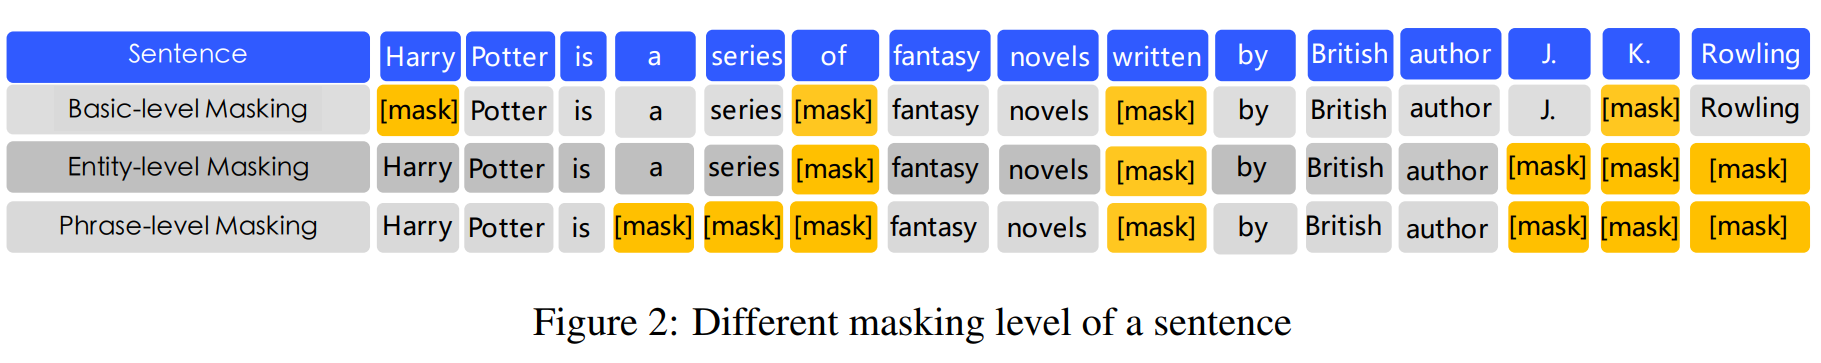 Sentence Harry Potter is a series of fantasy novels written by British author J. K. Rowling
Basic-level Masking [mask] Potter is a series [mask] fantasy novels [mask] by British author J. [mask] Rowling
Entity-level Masking Harry Potter is a series [mask] fantasy novels [mask] by British author [mask] [mask] [mask]
Phrase-level Masking Harry Potter is [mask] [mask] [mask] fantasy novels [mask] by British author [mask] [mask] [mask]
Figure 2: Different masking level of a sentence